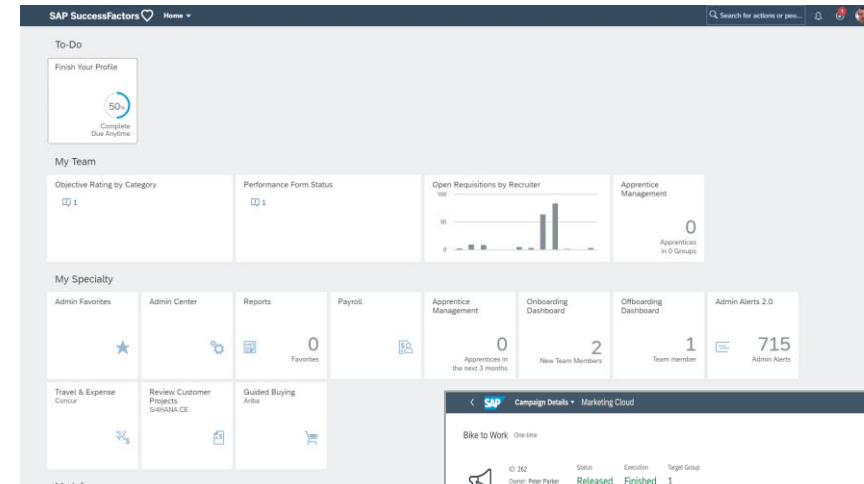 SAP SuccessFactors Home
Search for actions or peo...
To-Do
Finish Your Profile
50%
Complete
Due Anytime
My Team
Objective Rating by Category
1
Performance Form Status
1
Open Requisitions by Recruiter
100
50
0
Apprentice
Management
0
Apprentices
in 0 Groups
My Specialty
Admin Favorites
Admin Center
Reports
0
Favorites
Payroll
Apprentice
Management
0
Apprentices in
the next 3 months
Onboarding
Dashboard
2
New Team Members
Offboarding
Dashboard
1
Team member
Admin Alerts 2.0
715
Admin Alerts
Travel & Expense
Concur
Review Customer
Projects
S/4HANA CE
Guided Buying
Ariba
SAP Campaign Details Marketing Cloud
Bike to Work One-time
ID: 262
Owner: Peter Parker
Status
Released
Execution
Finished
Target Group
1